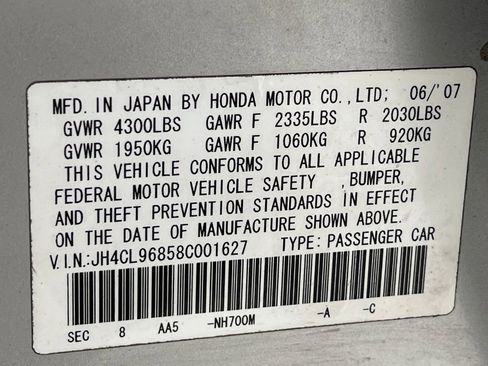 MFD. IN JAPAN BY HONDA MOTOR CO., LTD; 06/'07
GVWR 4300LBS GAWR F 2335LBS R 2030LBS
GVWR 1950KG GAWR F 1060KG R 920KG
THIS VEHICLE CONFORMS TO ALL APPLICABLE
FEDERAL MOTOR VEHICLE SAFETY ,BUMPER,
AND THEFT PREVENTION STANDARDS IN EFFECT
ON THE DATE OF MANUFACTURE SHOWN ABOVE.
V.I.N:JH4CL96858C001627 TYPE: PASSENGER CAR
SEC 8 AA5 -NH700M -A -C